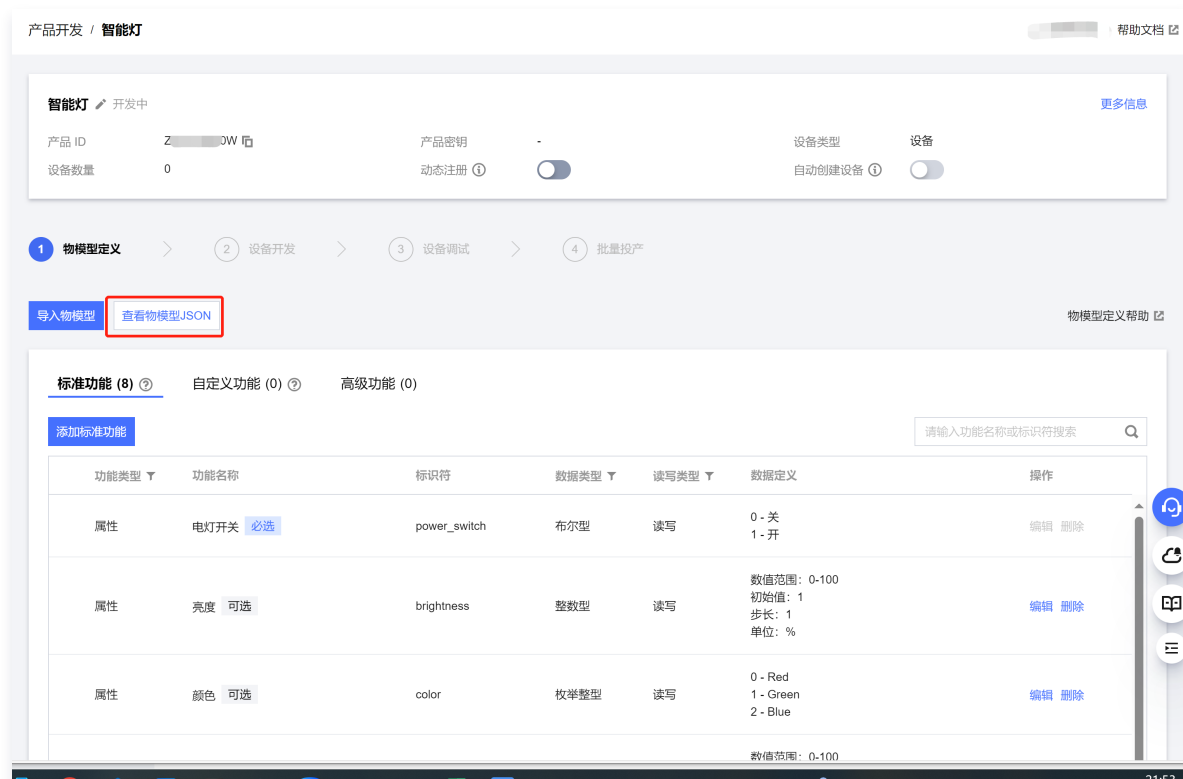 产品开发 / 智能灯
帮助文档
智能灯 开发中
更多信息
产品 ID Z 0W 产品密钥 - 设备类型 设备
设备数量 0 动态注册 自动创建设备
1 物模型定义 2 设备开发 3 设备调试 4 批量投产
导入物模型 查看物模型JSON 物模型定义帮助
标准功能 (8) 自定义功能 (0) 高级功能 (0)
添加标准功能 请输入功能名称或标识符搜索
功能类型 功能名称 标识符 数据类型 读写类型 数据定义 操作
属性 电灯开关 必选 power_switch 布尔型 读写 0 - 关
1 - 开
编辑 删除
属性 亮度 可选 brightness 整数型 读写 数值范围：0-100
初始值：1
步长：1
单位：%
编辑 删除
属性 颜色 可选 color 枚举整型 读写 0 - Red
1 - Green
2 - Blue
编辑 删除
数值范围：0-100
21:53